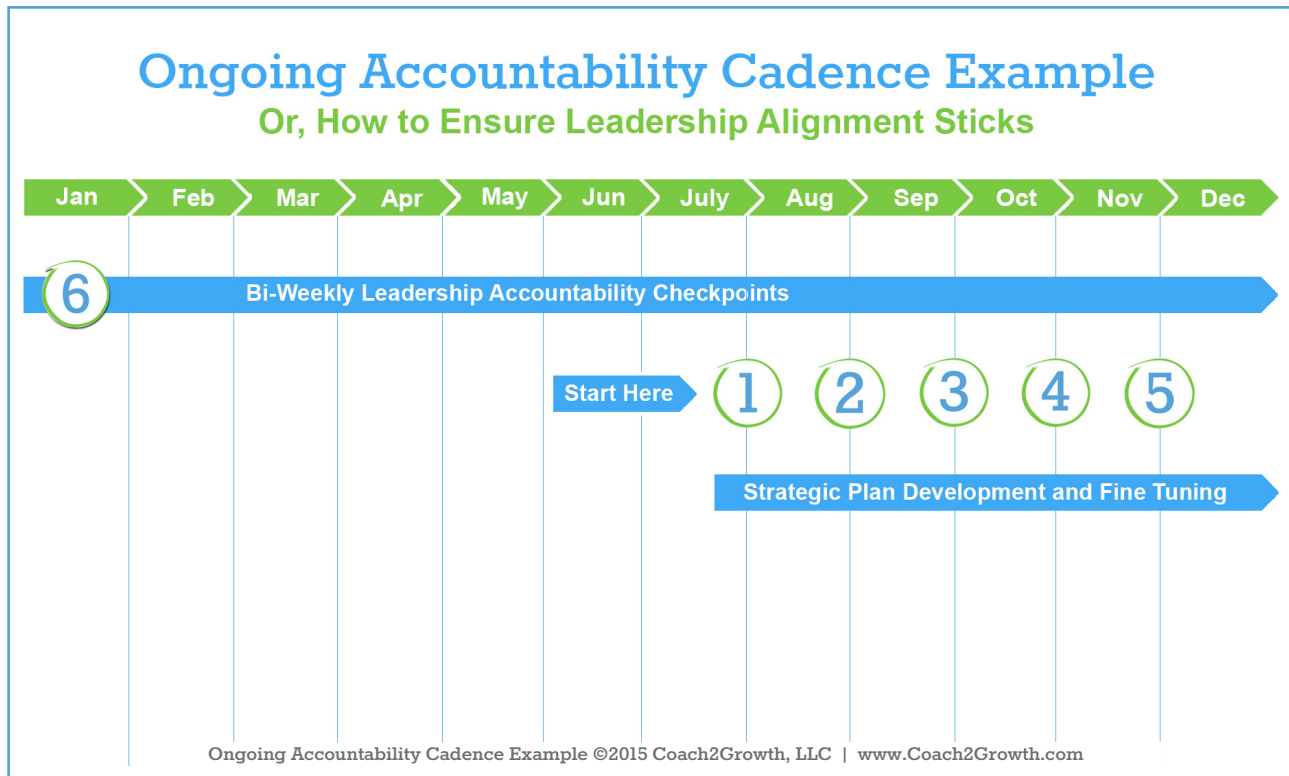 Ongoing Accountability Cadence Example
Or, How to Ensure Leadership Alignment Sticks
Jan Feb Mar Apr May Jun July Aug Sep Oct Nov Dec
6 Bi-Weekly Leadership Accountability Checkpoints
Start Here 1 2 3 4 5
Strategic Plan Development and Fine Tuning
Ongoing Accountability Cadence Example ©2015 Coach2Growth, LLC | www.Coach2Growth.com